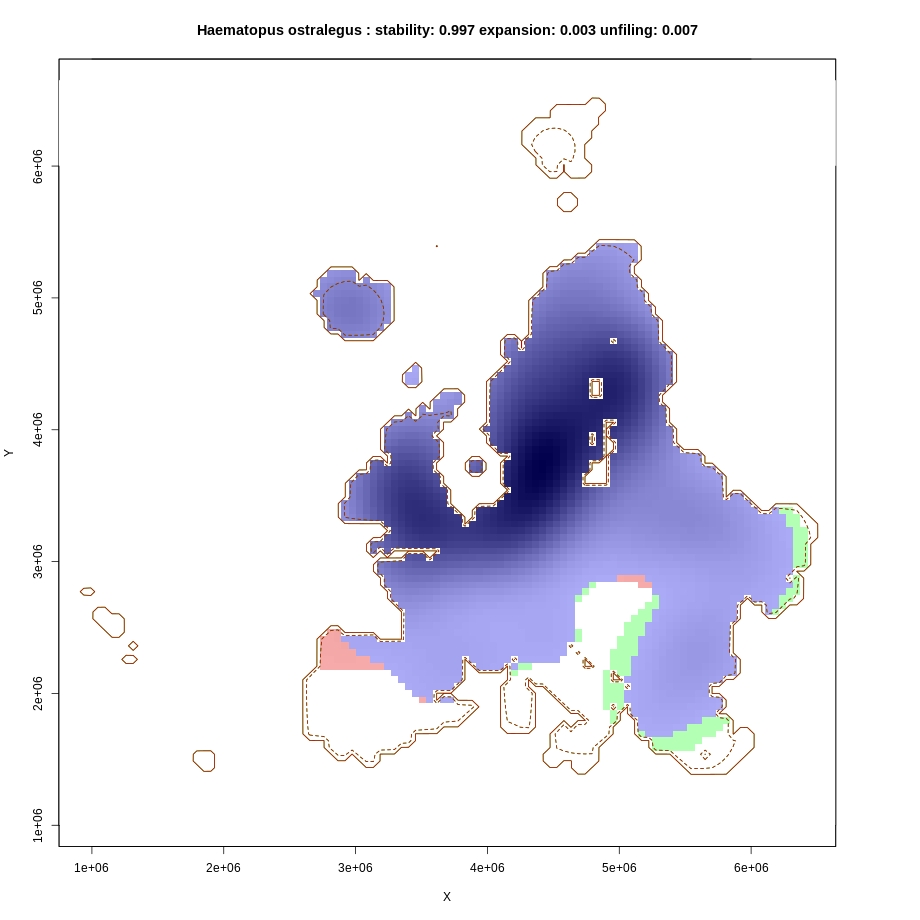 Haematopus ostralegus : stability: 0.997 expansion: 0.003 unfiling: 0.007
6e+06
5e+06
4e+06
Y
3e+06
2e+06
1e+06
1e+06 2e+06 3e+06 4e+06 5e+06 6e+06
X